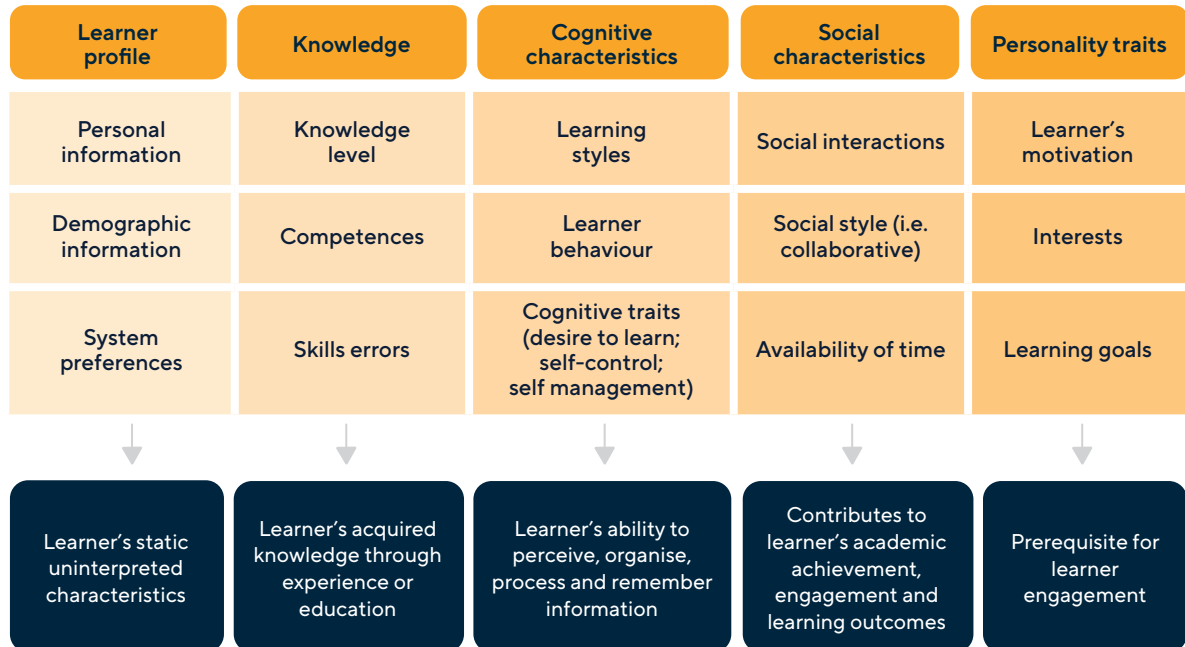 Learner
profile
Knowledge
Cognitive
characteristics
Social
characteristics
Personality traits
Personal
information
Knowledge
level
Learning
styles
Social interactions
Learner's
motivation
Demographic
information
Competences
Learner
behaviour
Social style (i.e.
collaborative)
Interests
System
preferences
Skills errors
Cognitive traits
(desire to learn;
self-control;
self management)
Availability of time
Learning goals
Learner's static
uninterpreted
characteristics
Learner's acquired
knowledge through
experience or
education
Learner's ability to
perceive, organise,
process and remember
information
Contributes to
learner's academic
achievement,
engagement and
learning outcomes
Prerequisite for
learner
engagement